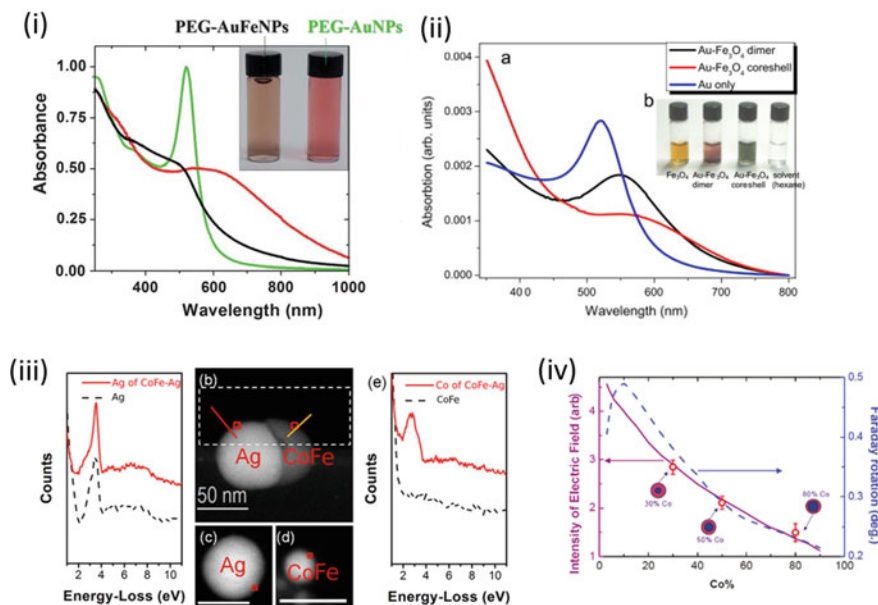 (i)
PEG-AuFeNPs PEG-AuNPs
1.00
0.75
0.50
0.25
0.00
Absorbance
400 600 800 1000
Wavelength (nm)
(ii)
a
Au-Fe₃O₄ dimer
Au-Fe₃O₄ coreshell
Au only
b
Fe₃O₄ Au-Fe₃O₄ dimer Au-Fe₃O₄ coreshell solvent (hexane)
0.004
0.003
0.002
0.001
0.000
Absorbtion (arb. units)
40 0 500 600 700 800
Wavelength (nm)
(iii)
Ag of CoFe-Ag
Ag
Counts
0 2 4 6 8 10
Energy-Loss (eV)
(b)
Ag CoFe
50 nm
(c)
Ag
(d)
CoFe
(e)
Co of CoFe-Ag
CoFe
Counts
0 2 4 6 8 10
Energy-Loss (eV)
(iv)
4
3
2
1
Intensity of Electric Field (arb)
0.5
0.4
0.3
0.2
Faraday rotation (deg.)
30% Co
50% Co
80% Co
0 20 40 60 80 100
Co%